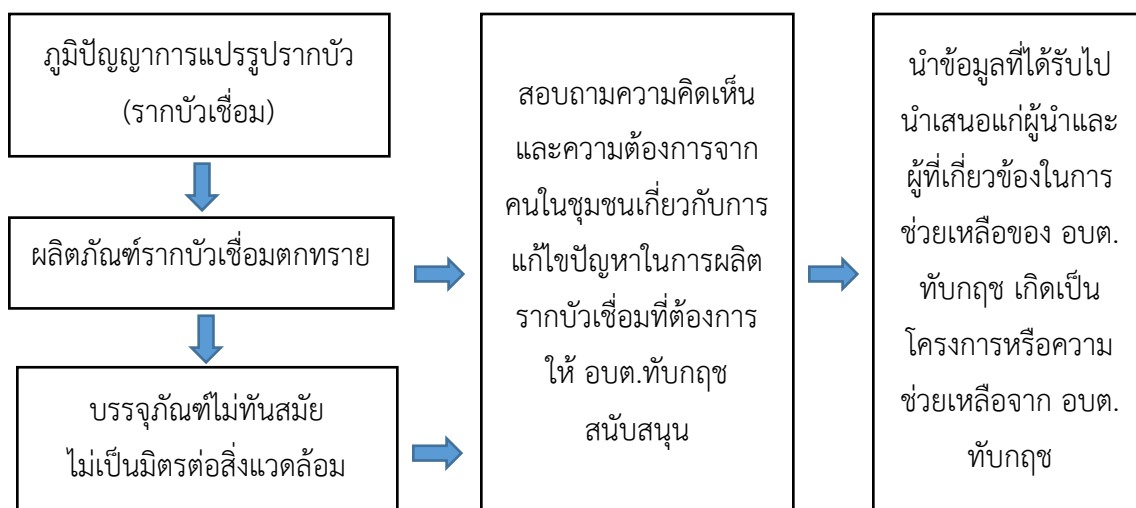 ภูมิปัญญาการแปรรูปรากบัว
(รากบัวเชื่อม)
ผลิตภัณฑ์รากบัวเชื่อมตกทราย
บรรจุภัณฑ์ไม่ทันสมัย
ไม่เป็นมิตรต่อสิ่งแวดล้อม
สอบถามความคิดเห็น
และความต้องการจาก
คนในชุมชนเกี่ยวกับการ
แก้ไขปัญหาในการผลิต
รากบัวเชื่อมที่ต้องการ
ให้ อบต.ทับกฤช
สนับสนุน
นำข้อมูลที่ได้รับไป
นำเสนอแก่ผู้นำและ
ผู้ที่เกี่ยวข้องในการ
ช่วยเหลือของ อบต.
ทับกฤช เกิดเป็น
โครงการหรือความ
ช่วยเหลือจาก อบต.
ทับกฤช